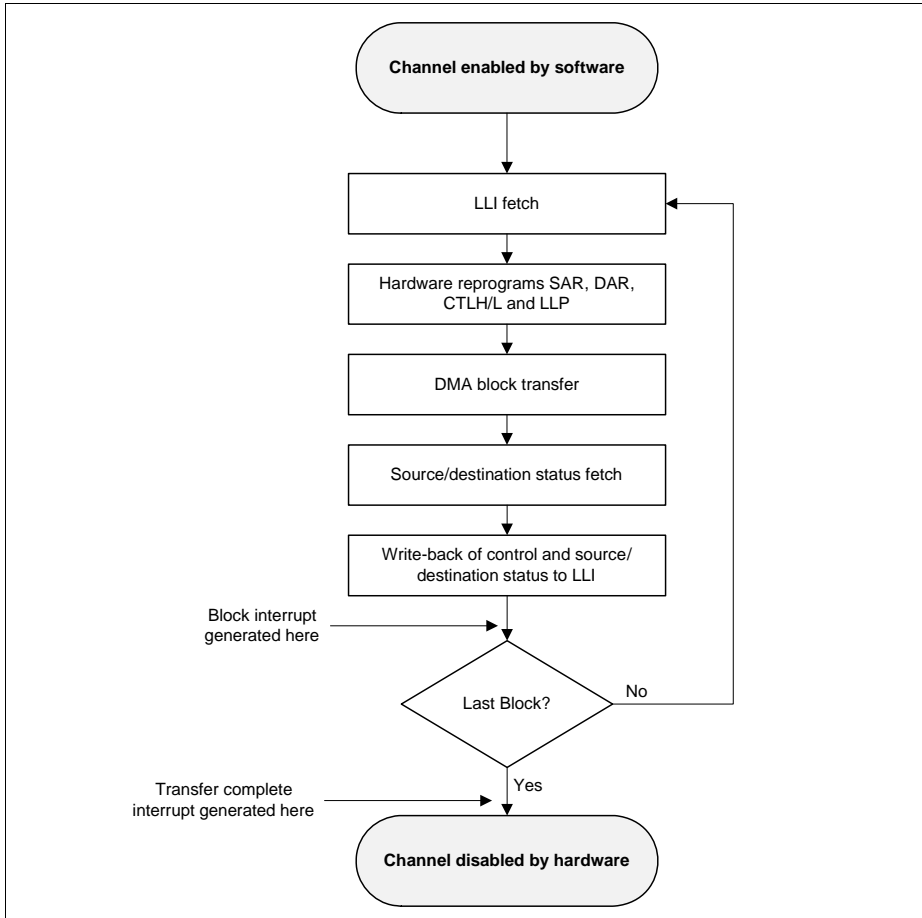 Channel enabled by software
LLI fetch
Hardware reprograms SAR, DAR,
CTLH/L and LLP
DMA block transfer
Source/destination status fetch
Write-back of control and source/
destination status to LLI
Block interrupt
generated here
Last Block?
No
Yes
Transfer complete
interrupt generated here
Channel disabled by hardware